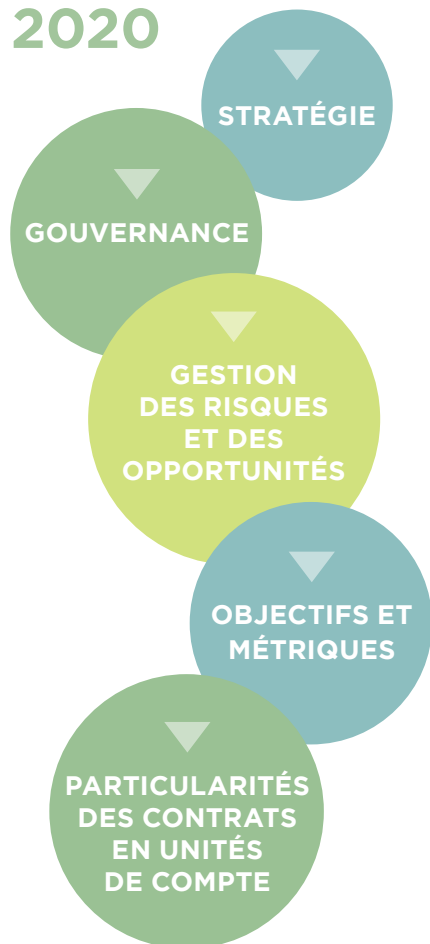 2020
STRATÉGIE
GOUVERNANCE
GESTION
DES RISQUES
ET DES
OPPORTUNITÉS
OBJECTIFS ET
MÉTRIQUES
PARTICULARITÉS
DES CONTRATS
EN UNITÉS
DE COMPTE